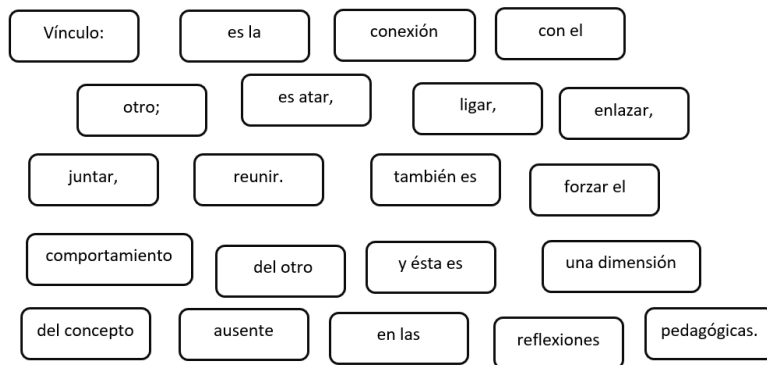 Vínculo: es la conexión con el
otro; es atar, ligar, enlazar,
juntar, reunir. también es forzar el
comportamiento del otro y ésta es una dimensión
del concepto ausente en las reflexiones pedagógicas.